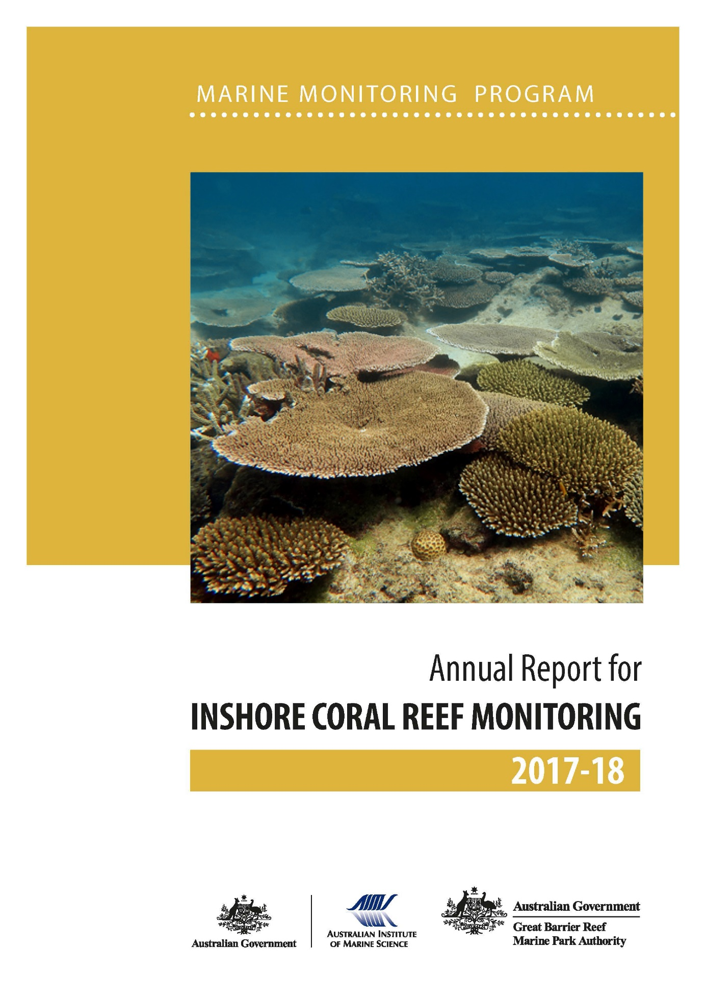 MARINE MONITORING PROGRAM
Annual Report for
INSHORE CORAL REEF MONITORING
2017-18
Australian Government
AIMS
AUSTRALIAN INSTITUTE
OF MARINE SCIENCE
Australian Government
Great Barrier Reef
Marine Park Authority